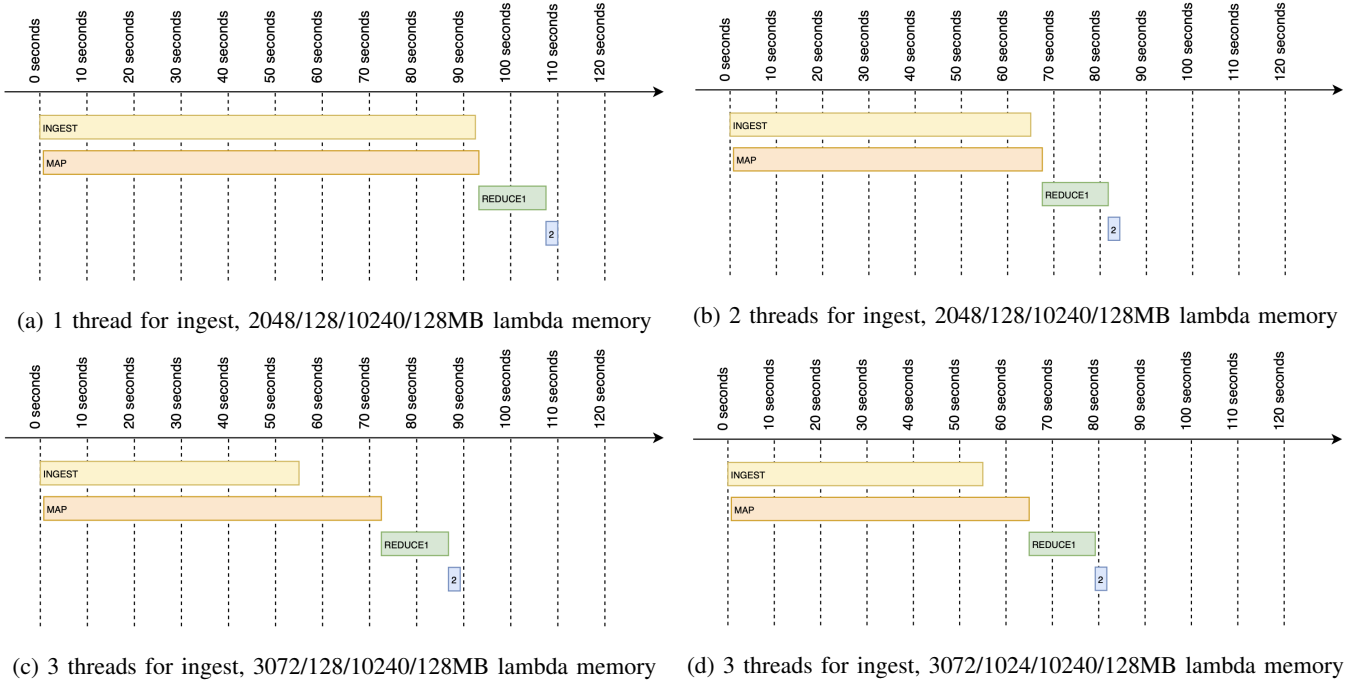 0 seconds
10 seconds
20 seconds
30 seconds
40 seconds
50 seconds
60 seconds
70 seconds
80 seconds
90 seconds
100 seconds
110 seconds
120 seconds
INGEST
MAP
REDUCE1
2
(a) 1 thread for ingest, 2048/128/10240/128MB lambda memory
0 seconds
10 seconds
20 seconds
30 seconds
40 seconds
50 seconds
60 seconds
70 seconds
80 seconds
90 seconds
100 seconds
110 seconds
120 seconds
INGEST
MAP
REDUCE1
2
(b) 2 threads for ingest, 2048/128/10240/128MB lambda memory
0 seconds
10 seconds
20 seconds
30 seconds
40 seconds
50 seconds
60 seconds
70 seconds
80 seconds
90 seconds
100 seconds
110 seconds
120 seconds
INGEST
MAP
REDUCE1
2
(c) 3 threads for ingest, 3072/128/10240/128MB lambda memory
0 seconds
10 seconds
20 seconds
30 seconds
40 seconds
50 seconds
60 seconds
70 seconds
80 seconds
90 seconds
100 seconds
110 seconds
120 seconds
INGEST
MAP
REDUCE1
2
(d) 3 threads for ingest, 3072/1024/10240/128MB lambda memory